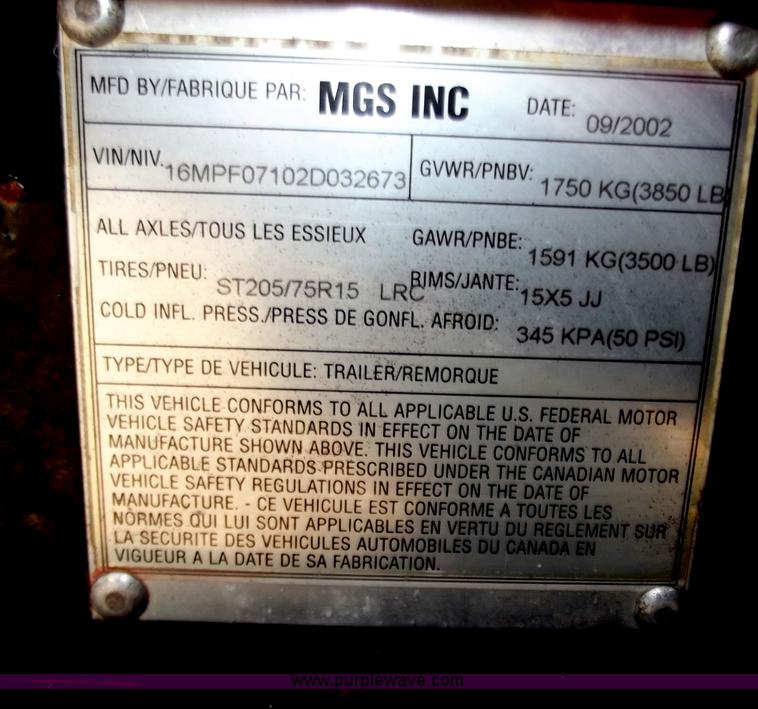 MFD BY/FABRIQUE PAR: MGS INC DATE: 09/2002
VIN/NIV. 16MPF07102D032673 GVWR/PNBV: 1750 KG(3850 LB
ALL AXLES/TOUS LES ESSIEUX GAWR/PNBE: 1591 KG(3500 LB)
TIRES/PNEU: ST205/75R15 LRC RIMS/JANTE: 15X5 JJ
COLD INFL. PRESS./PRESS DE GONFL. AFROID: 345 KPA(50 PSI)
TYPE/TYPE DE VEHICULE: TRAILER/REMORQUE
THIS VEHICLE CONFORMS TO ALL APPLICABLE U.S. FEDERAL MOTOR
VEHICLE SAFETY STANDARDS IN EFFECT ON THE DATE OF
MANUFACTURE SHOWN ABOVE. THIS VEHICLE CONFORMS TO ALL
APPLICABLE STANDARDS PRESCRIBED UNDER THE CANADIAN MOTOR
VEHICLE SAFETY REGULATIONS IN EFFECT ON THE DATE OF
MANUFACTURE. - CE VEHICULE EST CONFORME A TOUTES LES
NORMES QUI LUI SONT APPLICABLES EN VERTU DU REGLEMENT SUR
LA SECURITE DES VEHICULES AUTOMOBILES DU CANADA EN
VIGUEUR A LA DATE DE SA FABRICATION.
www.purplewave.com